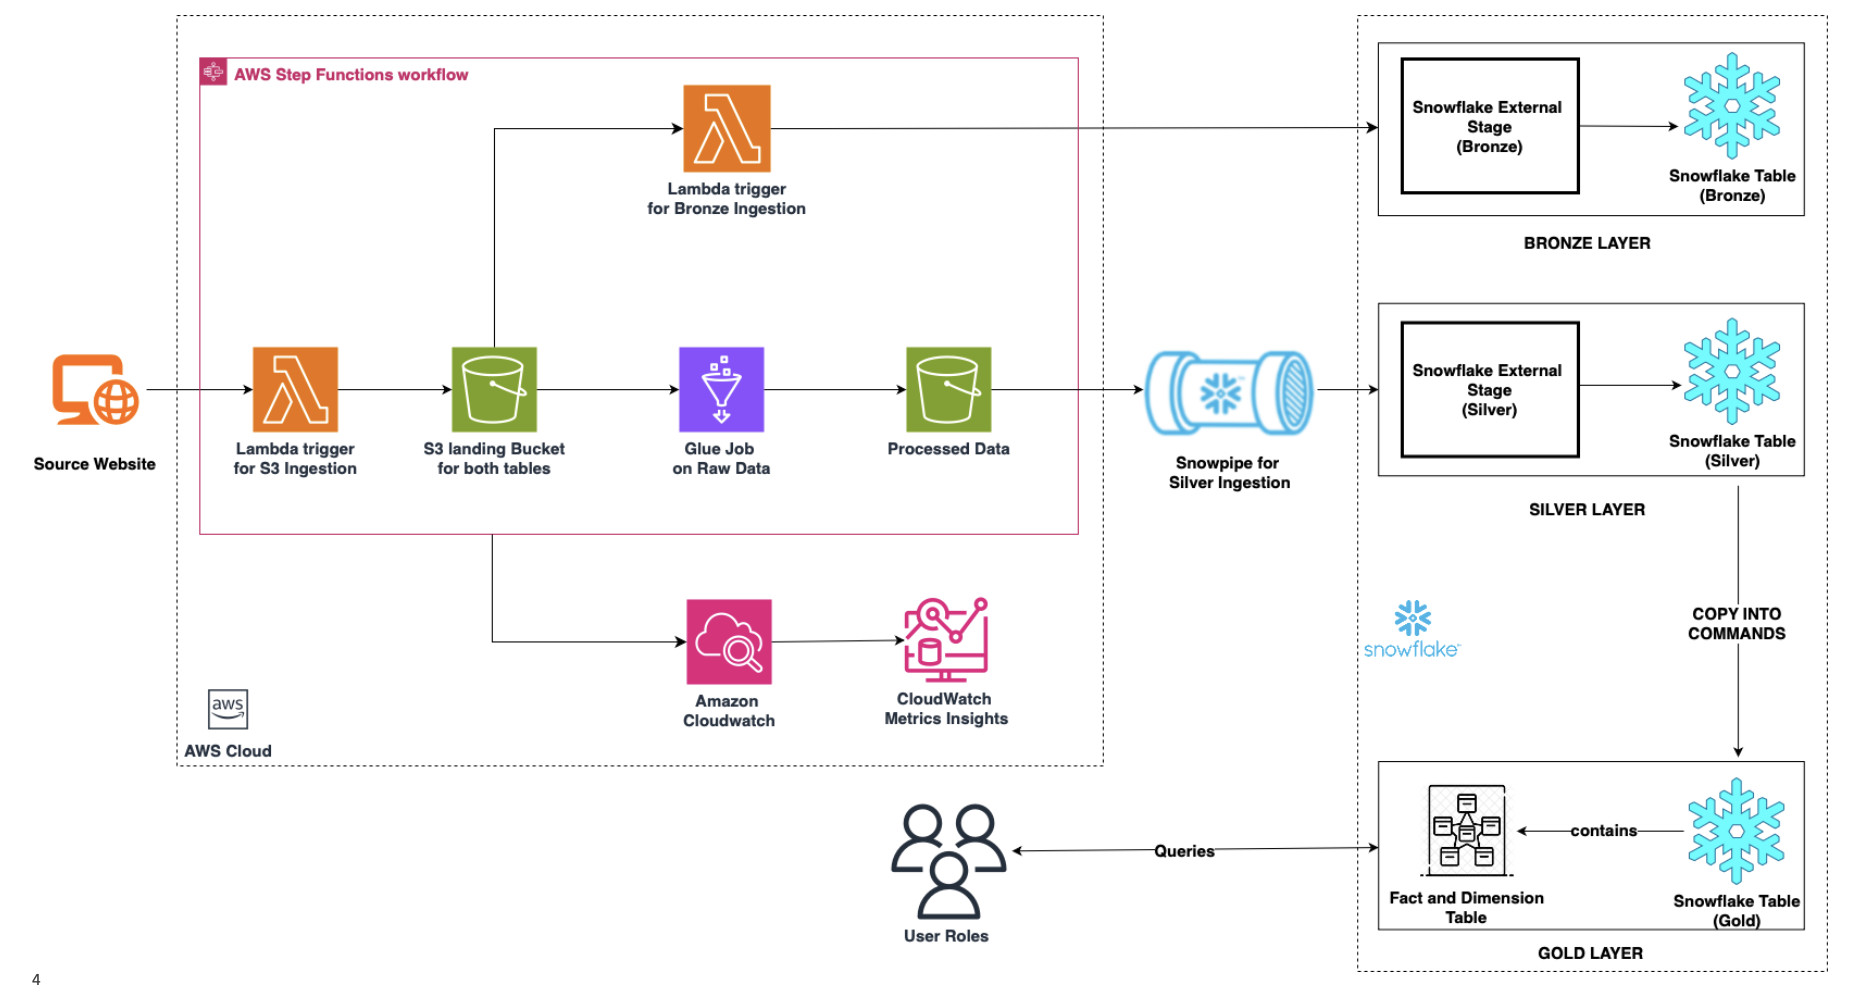 AWS Step Functions workflow
Lambda trigger
for Bronze Ingestion
Snowflake External
Stage
(Bronze)
Snowflake Table
(Bronze)
BRONZE LAYER
Source Website
Lambda trigger
for S3 Ingestion
S3 landing Bucket
for both tables
Glue Job
on Raw Data
Processed Data
Snowpipe for
Silver Ingestion
Snowflake External
Stage
(Silver)
Snowflake Table
(Silver)
SILVER LAYER
COPY INTO
COMMANDS
snowflake
Amazon
Cloudwatch
CloudWatch
Metrics Insights
aws
AWS Cloud
User Roles
Queries
contains
Fact and Dimension
Table
Snowflake Table
(Gold)
GOLD LAYER
4